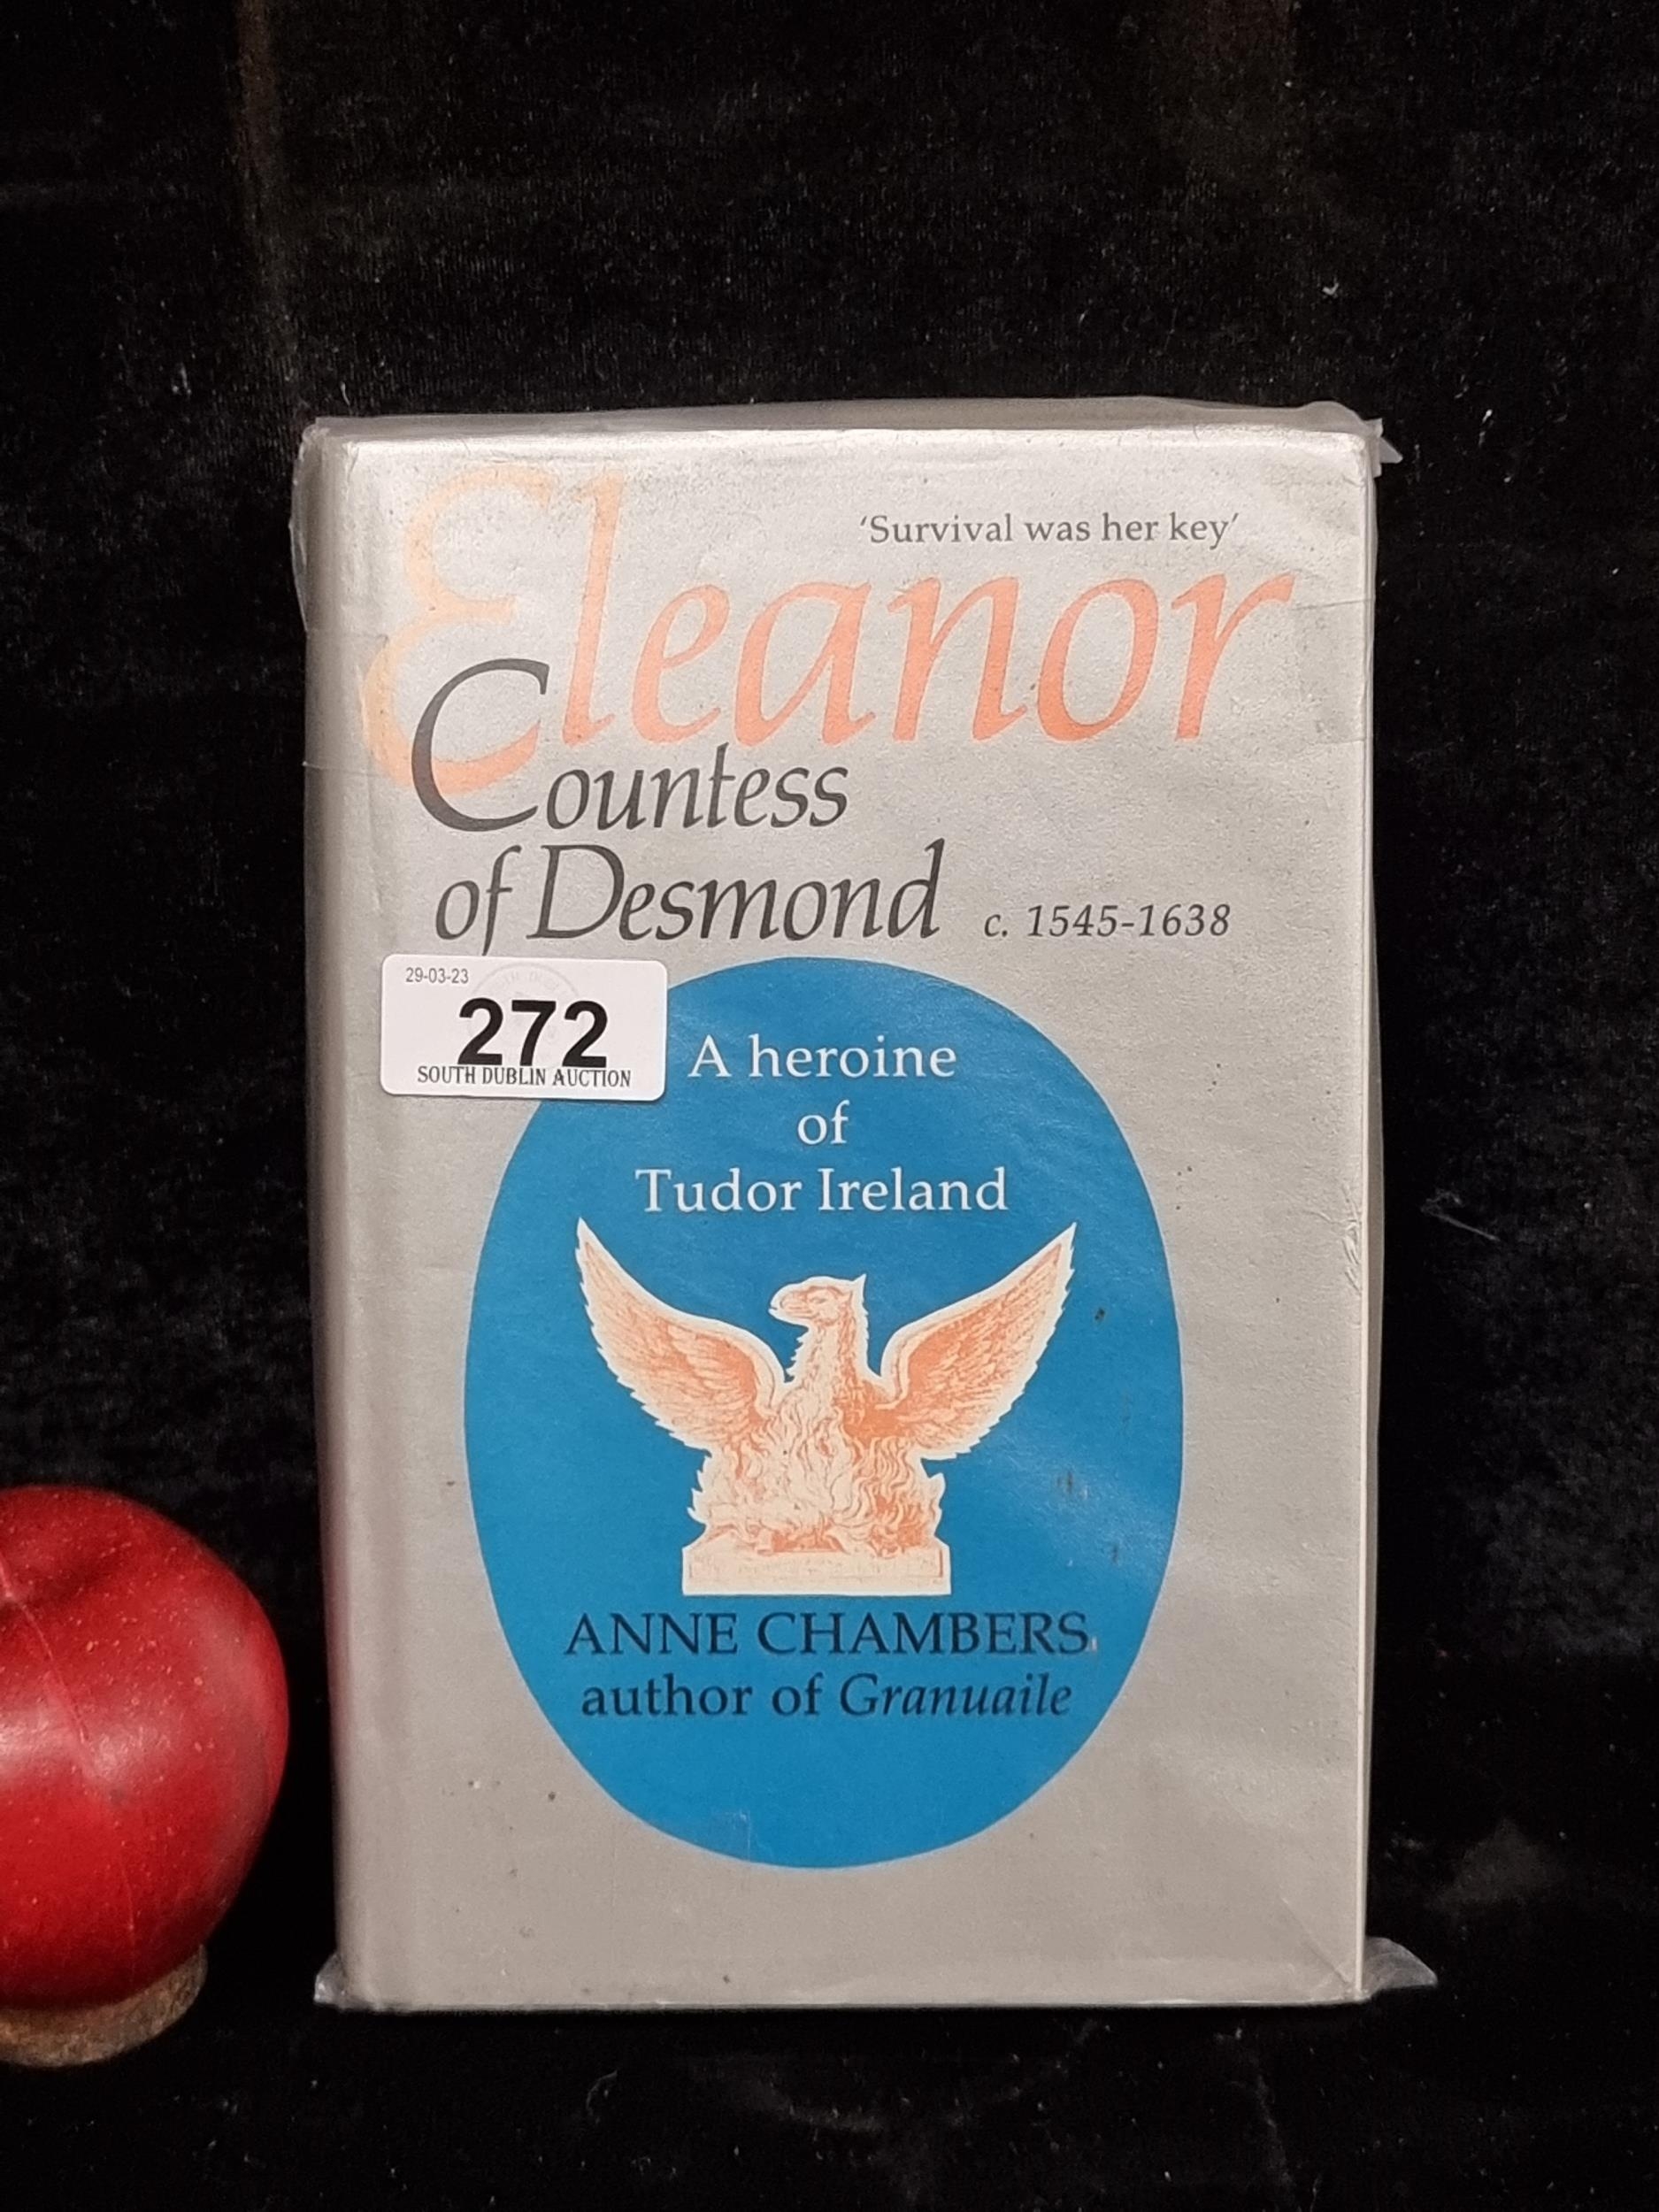 'Survival was her key'
Eleanor
Countess
of Desmond c. 1545-1638
29-03-23
272
SOUTH DUBLIN AUCTION
A heroine
of
Tudor Ireland
ANNE CHAMBERS
author of Granuaile